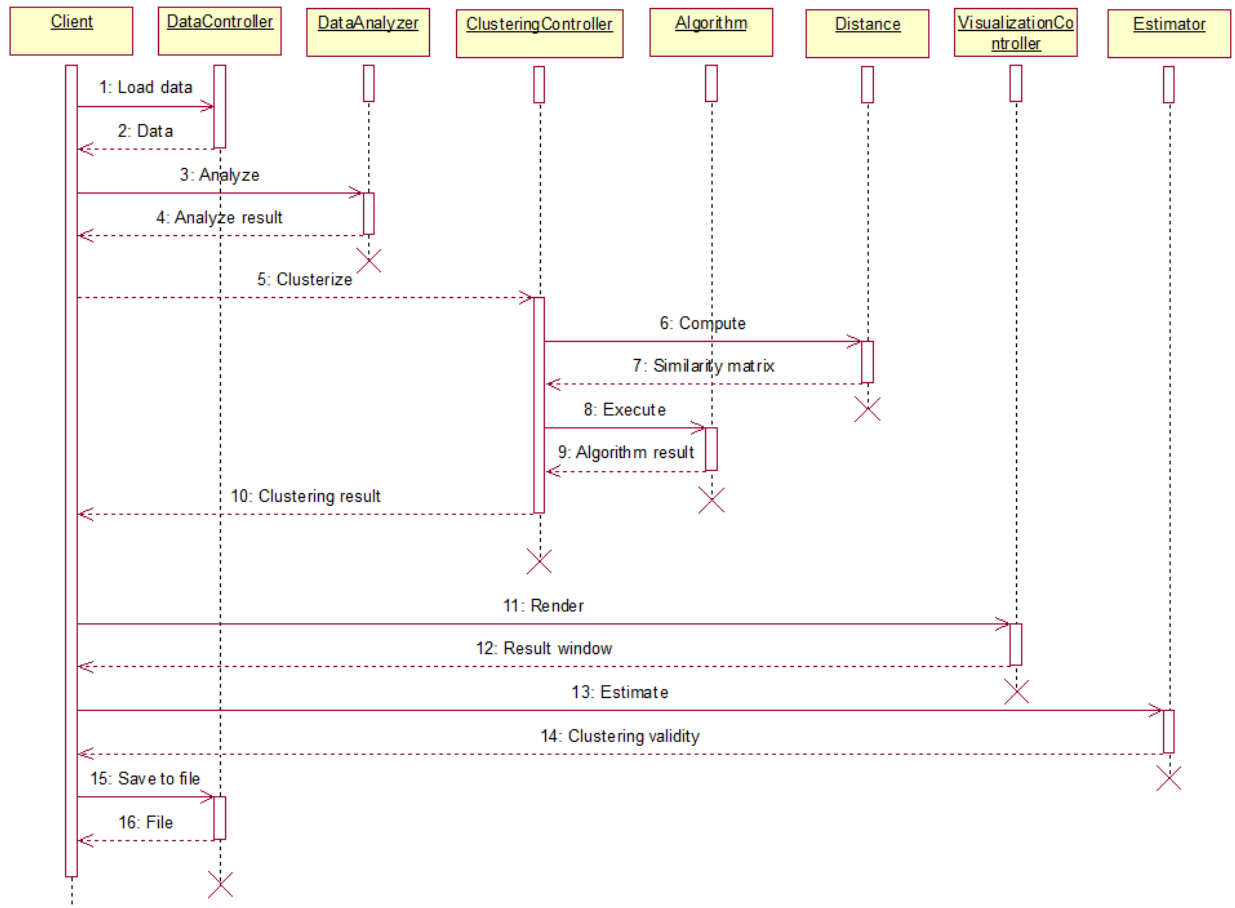 Client
DataController
DataAnalyzer
ClusteringController
Algorithm
Distance
VisualizationCo
ntroller
Estimator
1: Load data
2: Data
3: Analyze
4: Analyze result
5: Clusterize
6: Compute
7: Similarity matrix
8: Execute
9: Algorithm result
10: Clustering result
11: Render
12: Result window
13: Estimate
14: Clustering validity
15: Save to file
16: File